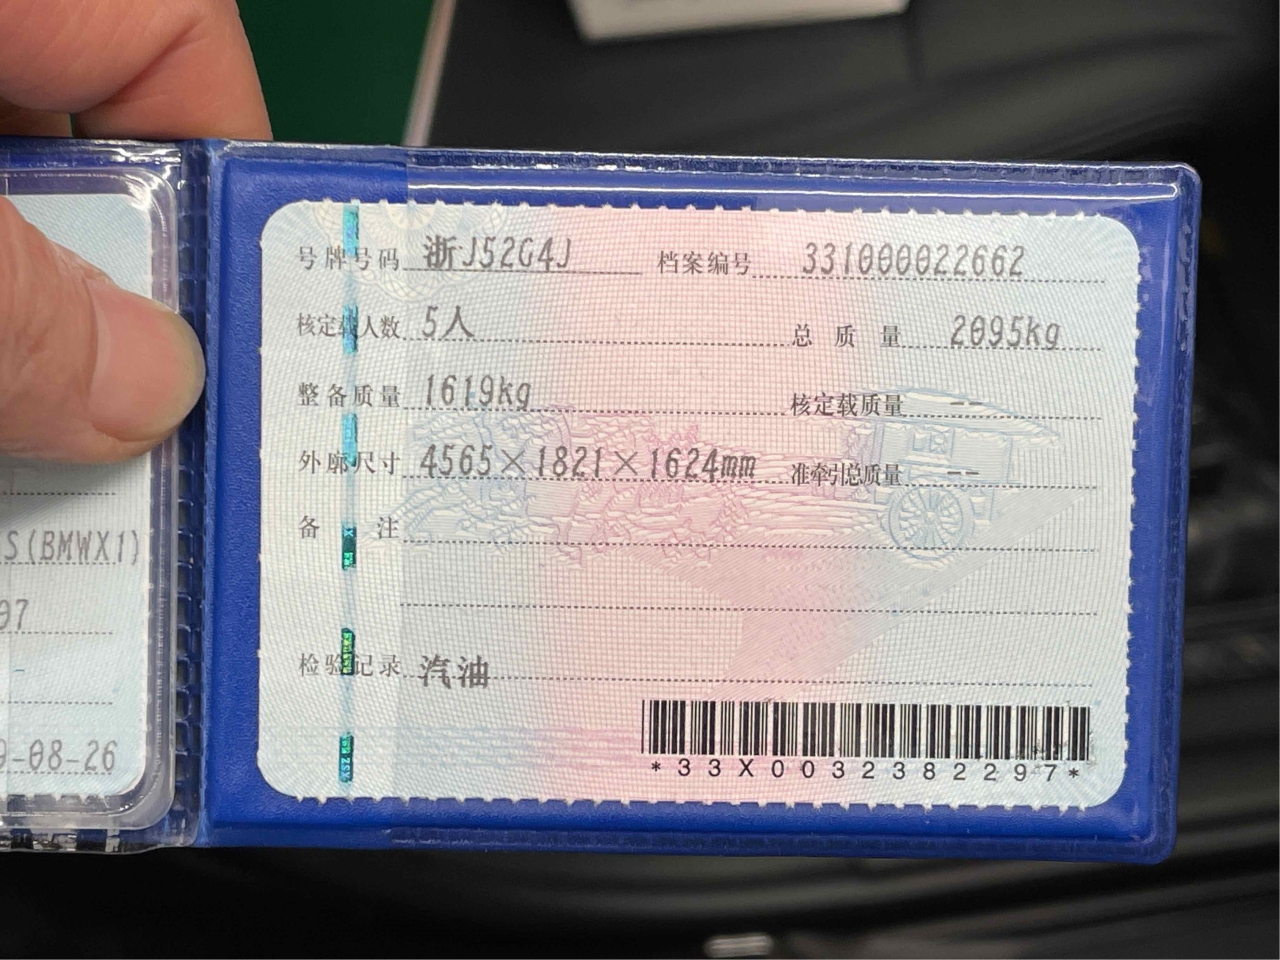 号牌号码 浙J52G4J 档案编号 331000022662
核定载人数 5人 总质量 2095kg
整备质量 1619kg 核定载质量 --
外廓尺寸 4565×1821×1624mm 准牵引总质量 --
备注
检验记录 汽油
*33X0032382297*
S(BMWX1)
07
-
-08-26